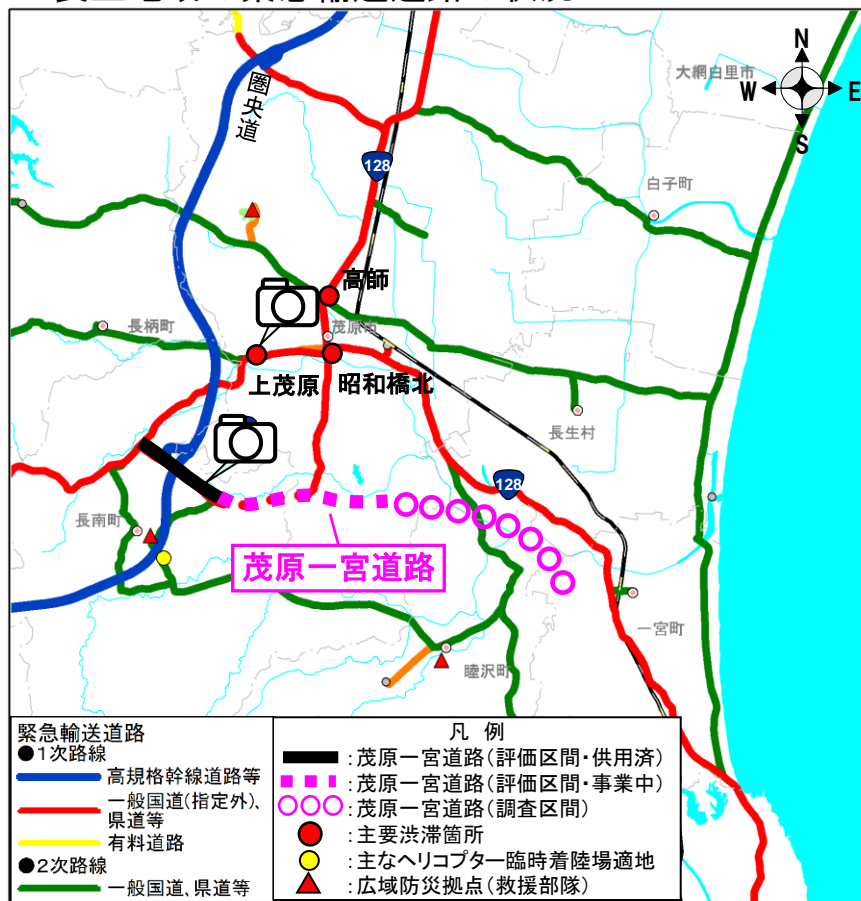 N
W E
S
大網白里市
圏央道
128
白子町
高師
長柄町
茂原市
上茂原
昭和橋北
長生村
128
長南町
茂原一宮道路
一宮町
睦沢町
緊急輸送道路
●1次路線
高規格幹線道路等
一般国道(指定外)、
県道等
有料道路
●2次路線
一般国道、県道等
凡 例
:茂原一宮道路(評価区間・供用済)
:茂原一宮道路(評価区間・事業中)
:茂原一宮道路(調査区間)
:主要渋滞箇所
:主なヘリコプター臨時着陸場適地
:広域防災拠点(救援部隊)